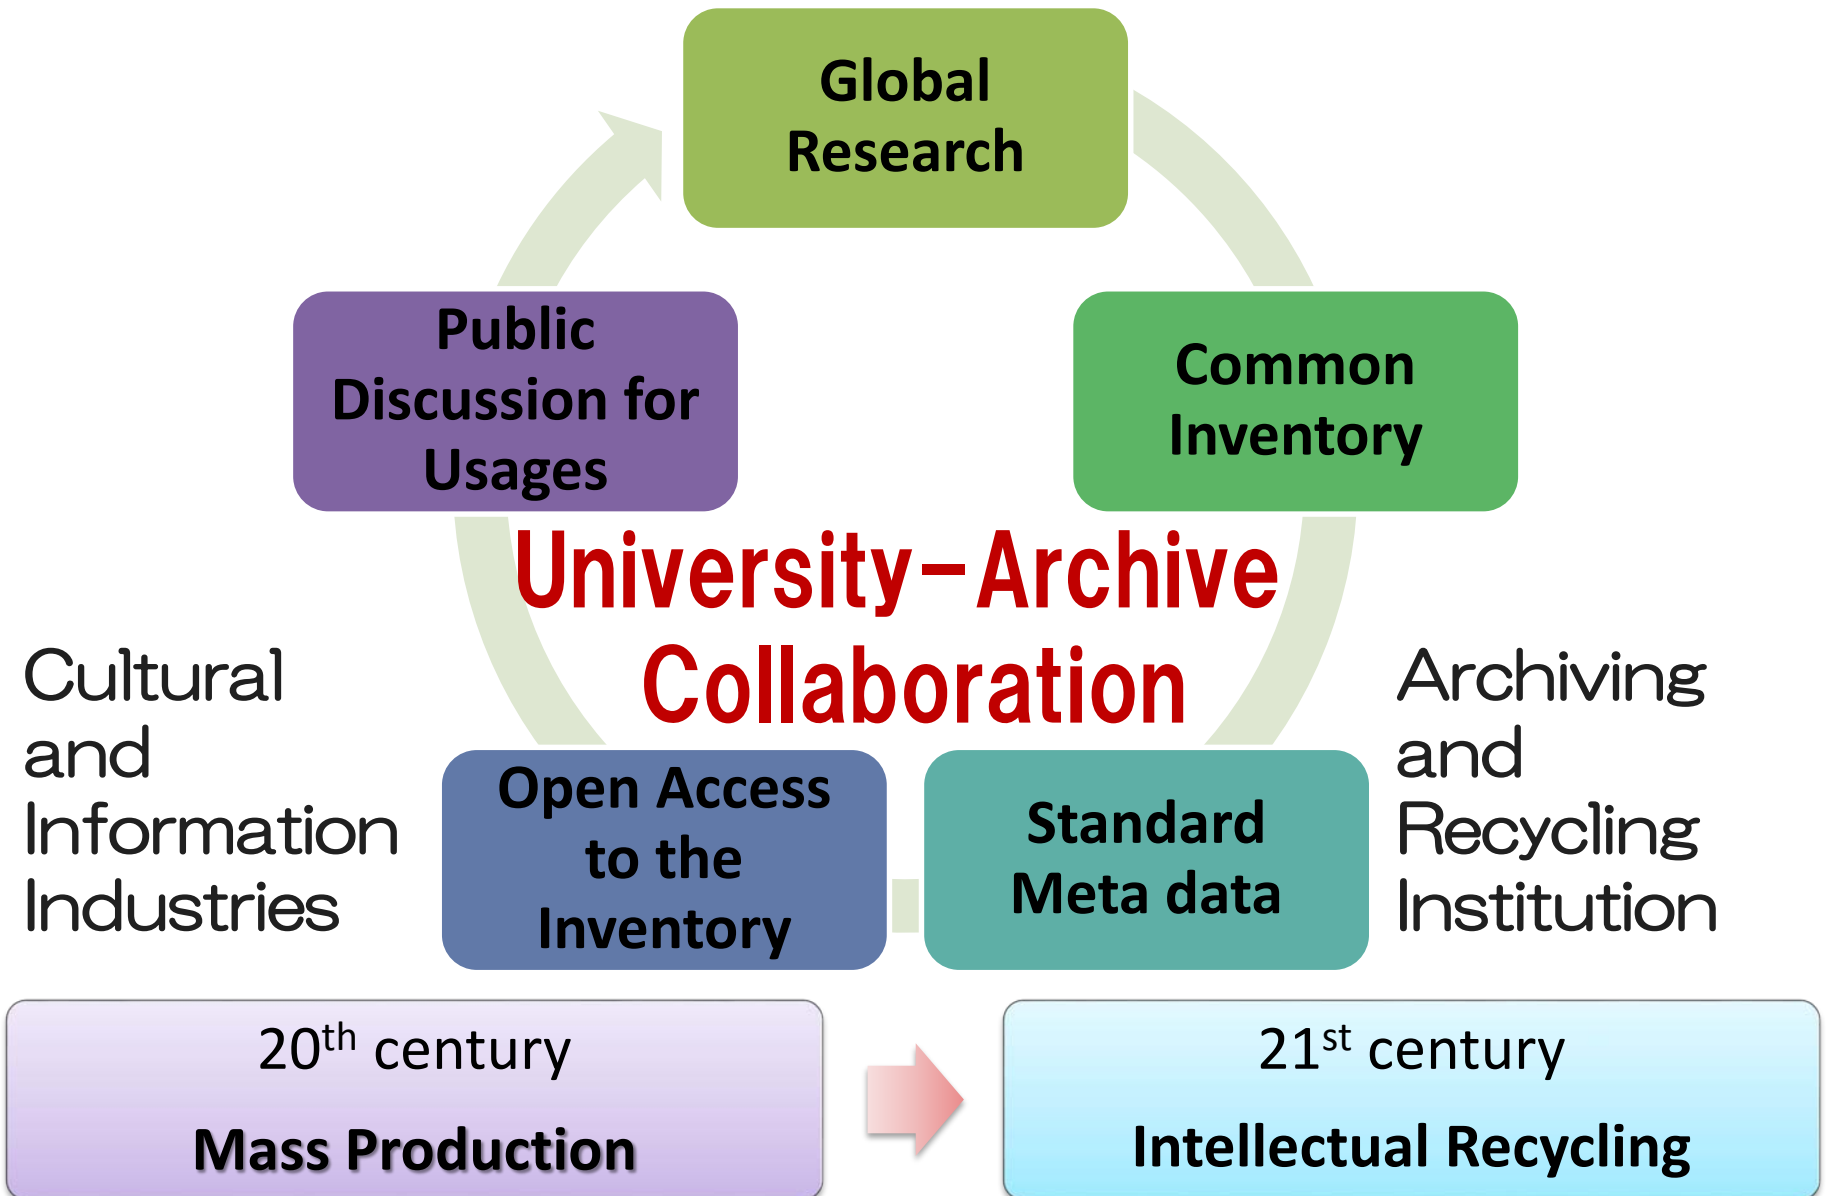 Global
Research
Public
Discussion for
Usages
Common
Inventory
University-Archive
Collaboration
Cultural
and
Information
Industries
Archiving
and
Recycling
Institution
Open Access
to the
Inventory
Standard
Meta data
20th century
Mass Production
21st century
Intellectual Recycling